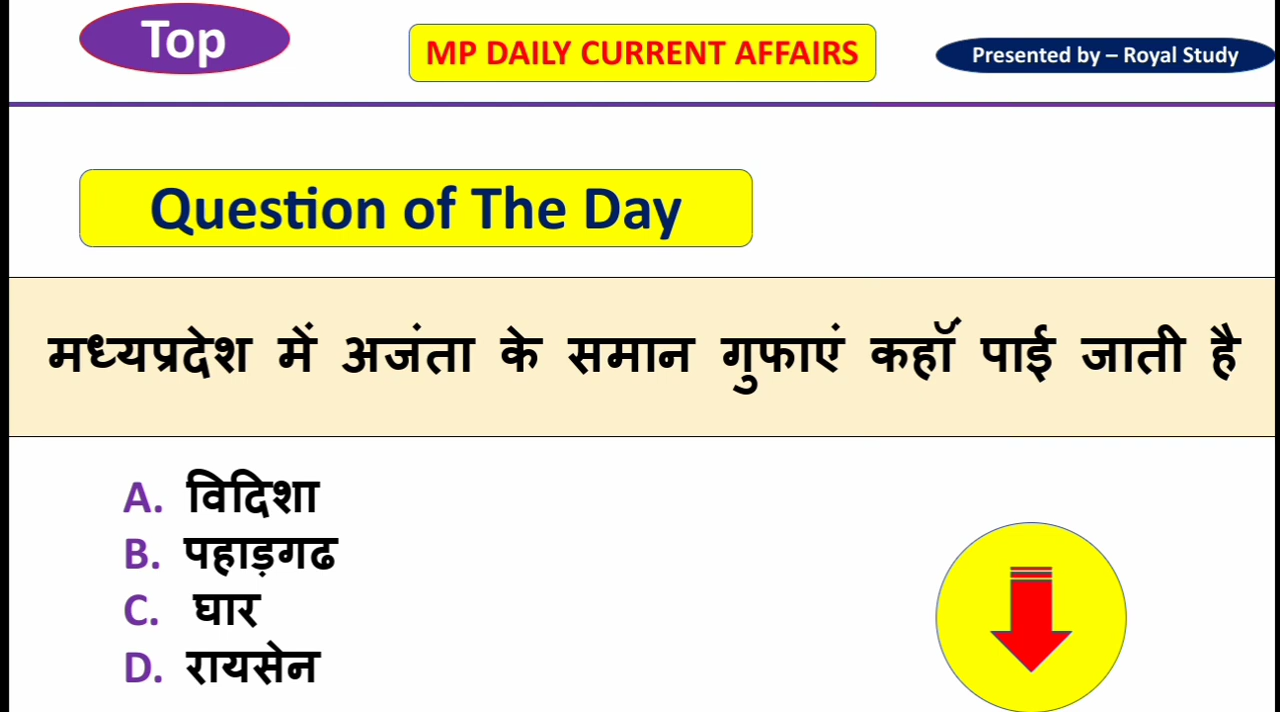 Top
MP DAILY CURRENT AFFAIRS
Presented by – Royal Study
Question of The Day
मध्यप्रदेश में अजंता के समान गुफाएं कहॉं पाई जाती है
A. विदिशा
B. पहाड़गढ
C. घार
D. रायसेन